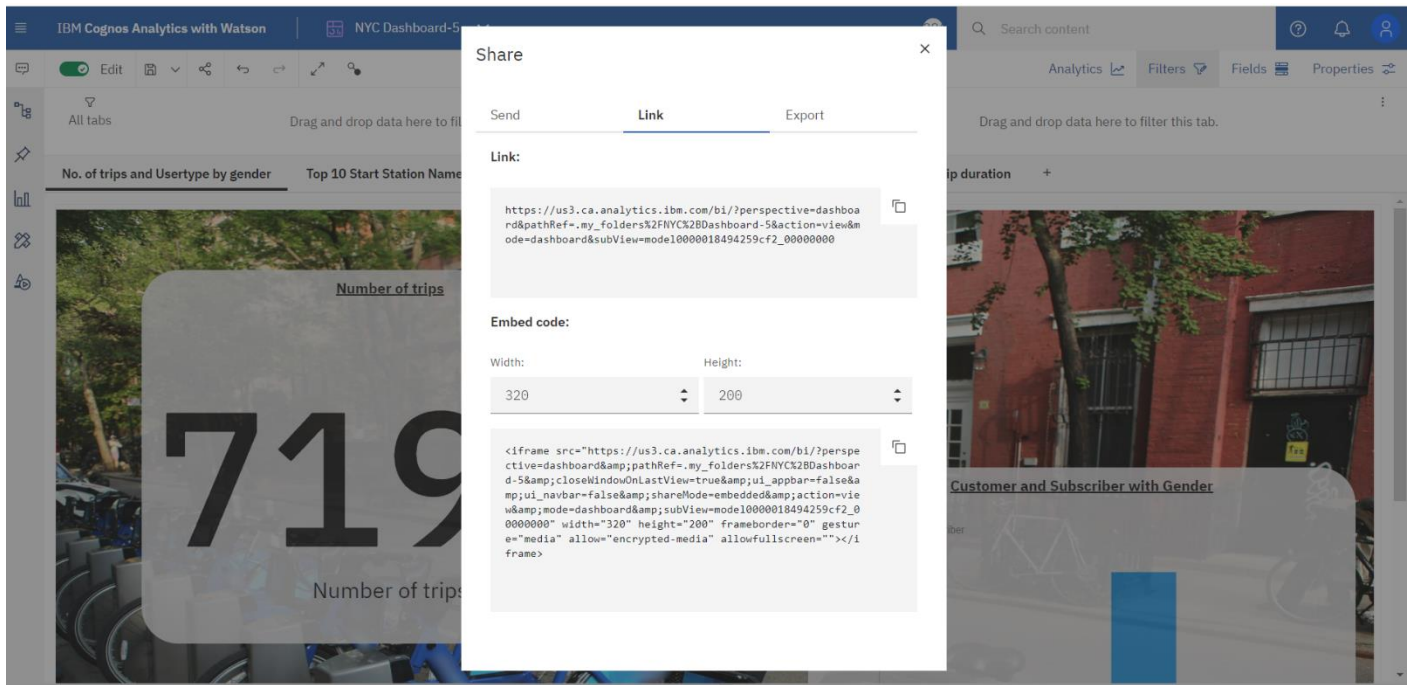 IBM Cognos Analytics with Watson
NYC Dashboard-5
Search content
Edit
Analytics
Filters
Fields
Properties
All tabs
Drag and drop data here to fil
Drag and drop data here to filter this tab.
No. of trips and Usertype by gender
Top 10 Start Station Name
ip duration
+
Share
Send
Link
Export
Link:
https://us3.ca.analytics.ibm.com/bi/?perspective=dashboa
rd&pathRef=.my_folders%2FNYC%2BDashboard-5&action=view&m
ode=dashboard&subView=model0000018494259cf2_00000000
Embed code:
Width:
Height:
320
200
<iframe src="https://us3.ca.analytics.ibm.com/bi/?perspe
ctive=dashboard&amp;pathRef=.my_folders%2FNYC%2BDashboar
d-5&amp;closeWindowOnLastView=true&amp;ui_appbar=false&a
mp;ui_navbar=false&amp;shareMode=embedded&amp;action=vie
w&amp;mode=dashboard&amp;subView=model0000018494259cf2_0
0000000" width="320" height="200" frameborder="0" gestur
e="media" allow="encrypted-media" allowfullscreen=""></i
frame>
Number of trips
719
Number of trips
Customer and Subscriber with Gender
iber